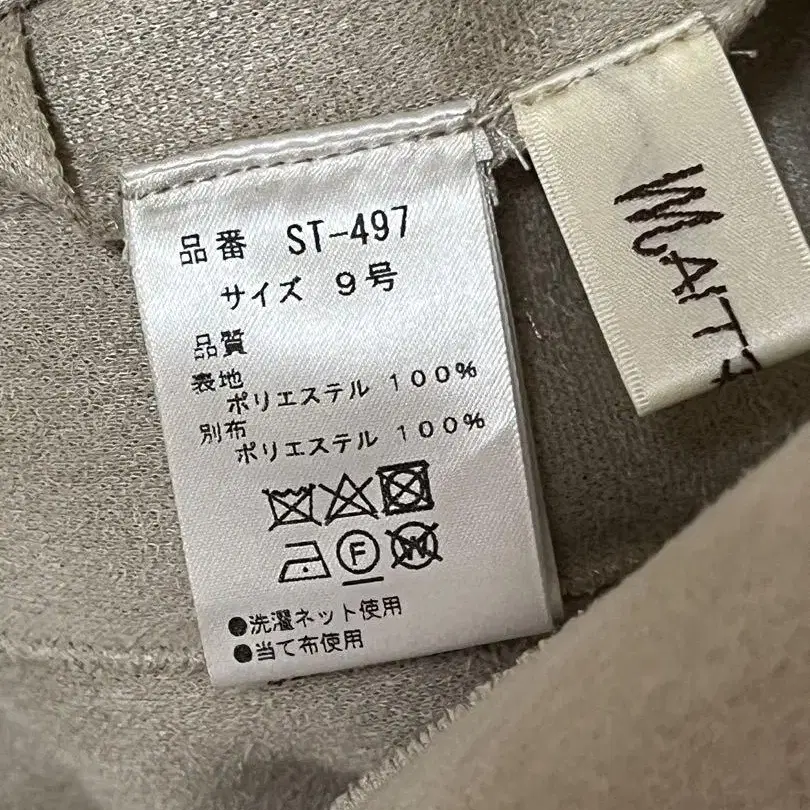 品番 ST-497
サイズ 9号
品質
表地
ポリエステル 100%
別布
ポリエステル 100%
F W
●洗濯ネット使用
●当て布使用